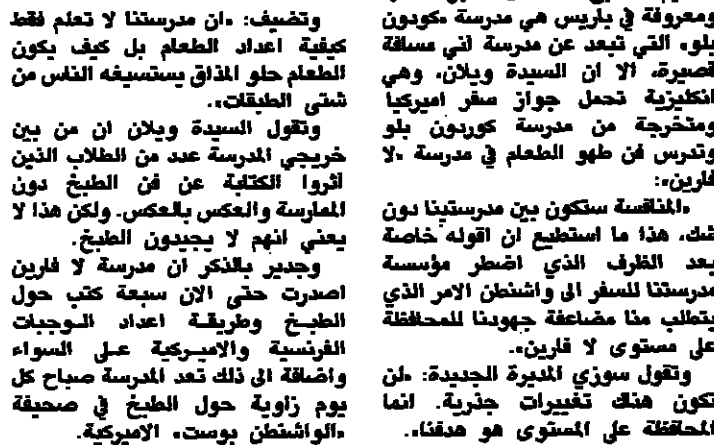 ومعروفة في باريس هي مدرسة «كودون
بلو» التي تبعد عن مدرسة آني مسافة
قصيرة، الا ان السيدة ويلان، وهي
انكليزية تحمل جواز سفر اميركيا
ومتخرجة من مدرسة كوردون بلو
وتدرس فن طهو الطعام في مدرسة «لا
فارين»:
«المنافسة ستكون بين مدرستينا دون
شك، هذا ما استطيع ان اقوله خاصة
بعد الظرف الذي اضطر مؤسسة
مدرستنا للسفر الى واشنطن الامر الذي
يتطلب منا مضاعفة جهودنا للمحافظة
على مستوى لا فارين».
وتقول سوزي المديرة الجديدة: «لن
تكون هناك تغييرات جذرية. انما
المحافظة على المستوى هو هدفنا».
وتضيف: «ان مدرستنا لا تعلم فقط
كيفية اعداد الطعام بل كيف يكون
الطعام حلو المذاق يستسيغه الناس من
شتى الطبقات».
وتقول السيدة ويلان ان من بين
خريجي المدرسة عدد من الطلاب الذين
آثروا الكتابة عن فن الطبخ دون
الممارسة والعكس بالعكس. ولكن هذا لا
يعني انهم لا يجيدون الطبخ.
وجدير بالذكر ان مدرسة لا فارين
اصدرت حتى الان سبعة كتب حول
الطبخ وطريقة اعداد الوجبات
الفرنسية والاميركية على السواء
واضافة الى ذلك تعد المدرسة صباح كل
يوم زاوية حول الطبخ في صحيفة
«الواشنطن بوست» الاميركية.